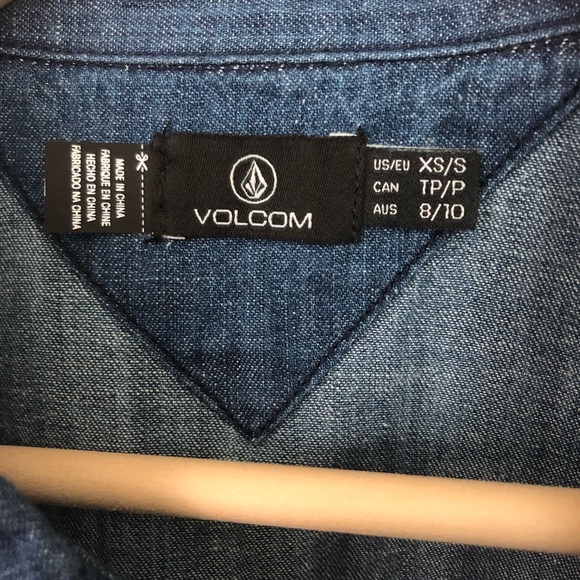 MADE IN CHINA
FABRIQUE EN CHINE
HECHO EN CHINA
FABRICADO NA CHINA
VOLCOM
US/EU XS/S
CAN TP/P
AUS 8/10